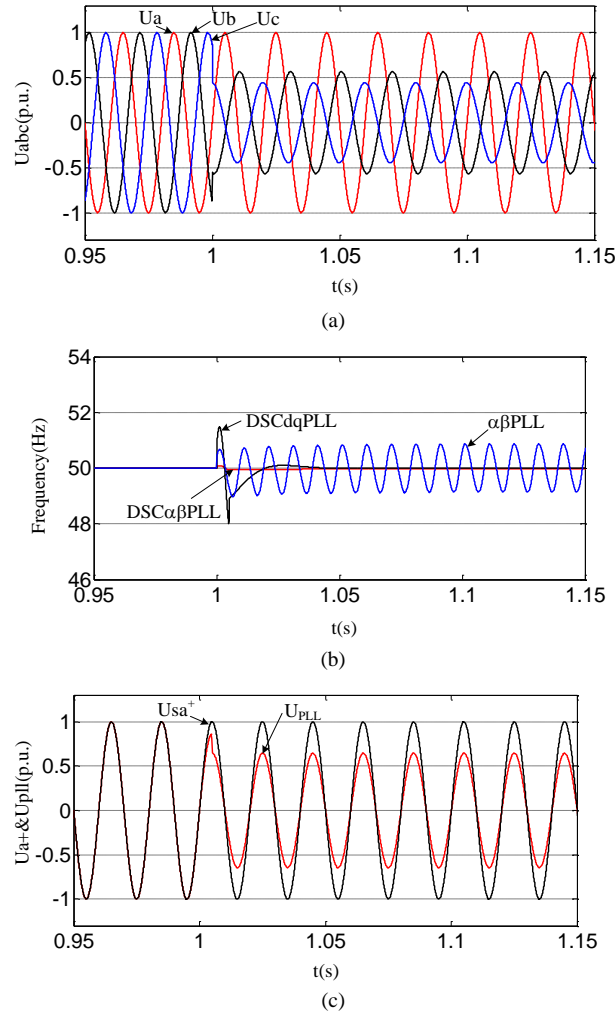 Ua Ub Uc
1
0.5
0
-0.5
-1
Uabc(p.u.)
0.95 1 1.05 1.10 1.15
t(s)
(a)
54
52
50
48
46
Frequency(Hz)
DSCdqPLL
αβPLL
DSCαβPLL
0.95 1 1.05 1.1 1.15
t(s)
(b)
Usa+ UPLL
1
0.5
0
-0.5
-1
Ua+&Upll(p.u.)
0.95 1 1.05 1.10 1.15
t(s)
(c)